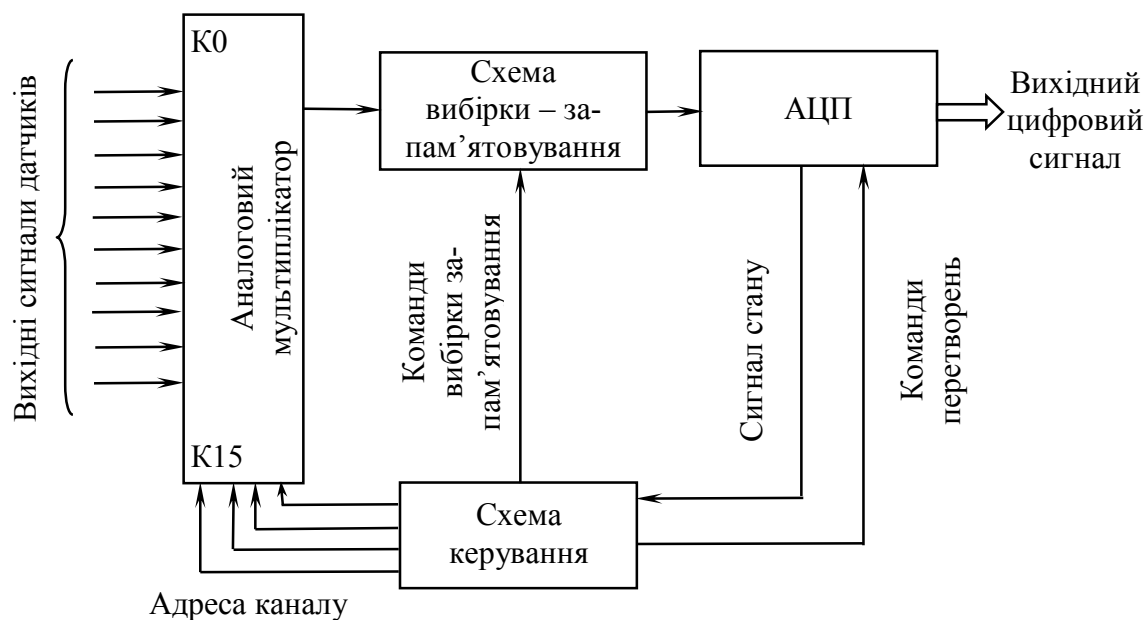 Вихідні сигнали датчиків
К0
Аналоговий
мультиплікатор
К15
Схема
вибірки – за-
пам’ятовування
АЦП
Вихідний
цифровий
сигнал
Команди
вибірки за-
пам’ятовування
Сигнал стану
Команди
перетворень
Схема
керування
Адреса каналу